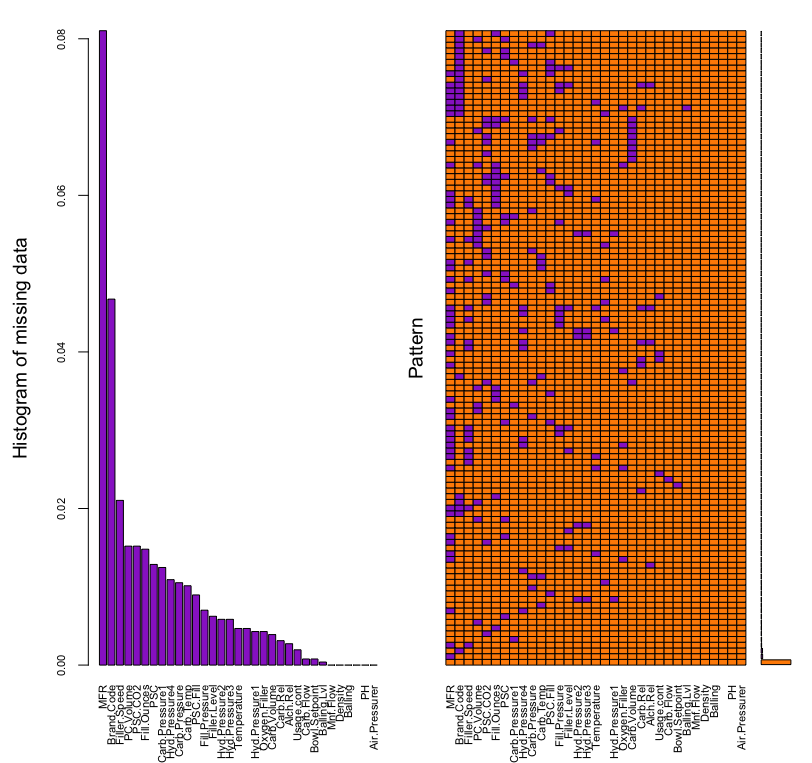 Histogram of missing data
0.08
0.06
0.04
0.02
0.00
MFR
Brand.Code
Filler.Speed
PC.Volume
PSC.CO2
Fill.Ounces
PSC
Carb.Pressure1
Hyd.Pressure4
Carb.Pressure
Carb.Temp
PSC.Fill
Fill.Pressure
Filler.Level
Hyd.Pressure2
Hyd.Pressure3
Temperature
Hyd.Pressure1
Oxygen.Filler
Carb.Volume
Carb.Rel
Alch.Rel
Usage.cont
Carb.Flow
Bowl.Setpoint
Balling.Lvl
Mnf.Flow
Density
Balling
PH
Air.Pressurer
Pattern
MFR
Brand.Code
Filler.Speed
PC.Volume
PSC.CO2
Fill.Ounces
PSC
Carb.Pressure1
Hyd.Pressure4
Carb.Pressure
Carb.Temp
PSC.Fill
Fill.Pressure
Filler.Level
Hyd.Pressure2
Hyd.Pressure3
Temperature
Hyd.Pressure1
Oxygen.Filler
Carb.Volume
Carb.Rel
Alch.Rel
Usage.cont
Carb.Flow
Bowl.Setpoint
Balling.Lvl
Mnf.Flow
Density
Balling
PH
Air.Pressurer